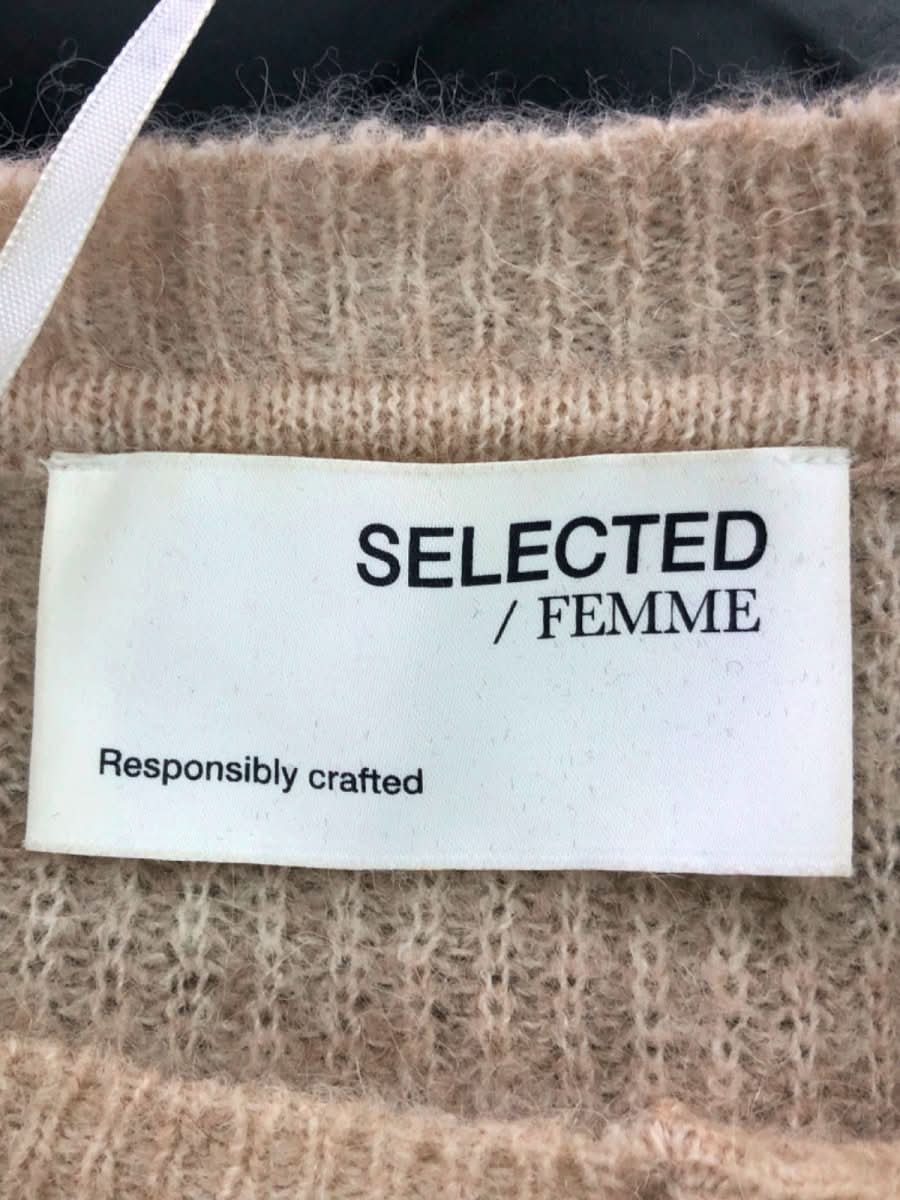 SELECTED
/ FEMME
Responsibly crafted